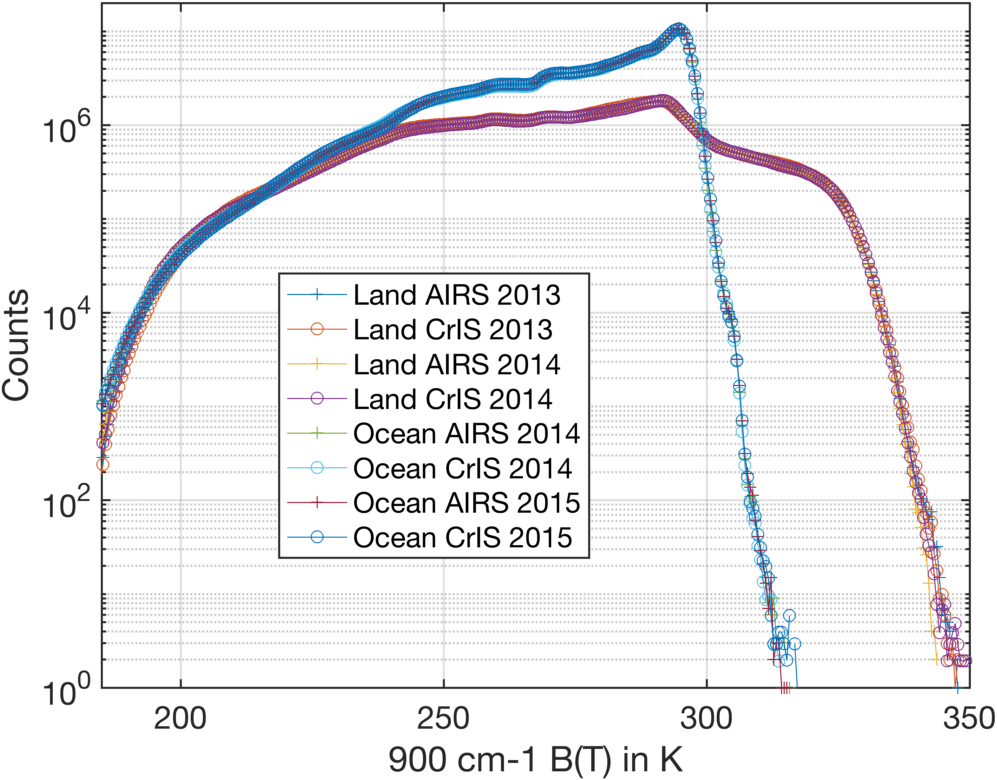 10^6
10^4
10^2
10^0
Counts
Land AIRS 2013
Land CrIS 2013
Land AIRS 2014
Land CrIS 2014
Ocean AIRS 2014
Ocean CrIS 2014
Ocean AIRS 2015
Ocean CrIS 2015
200 250 300 350
900 cm-1 B(T) in K